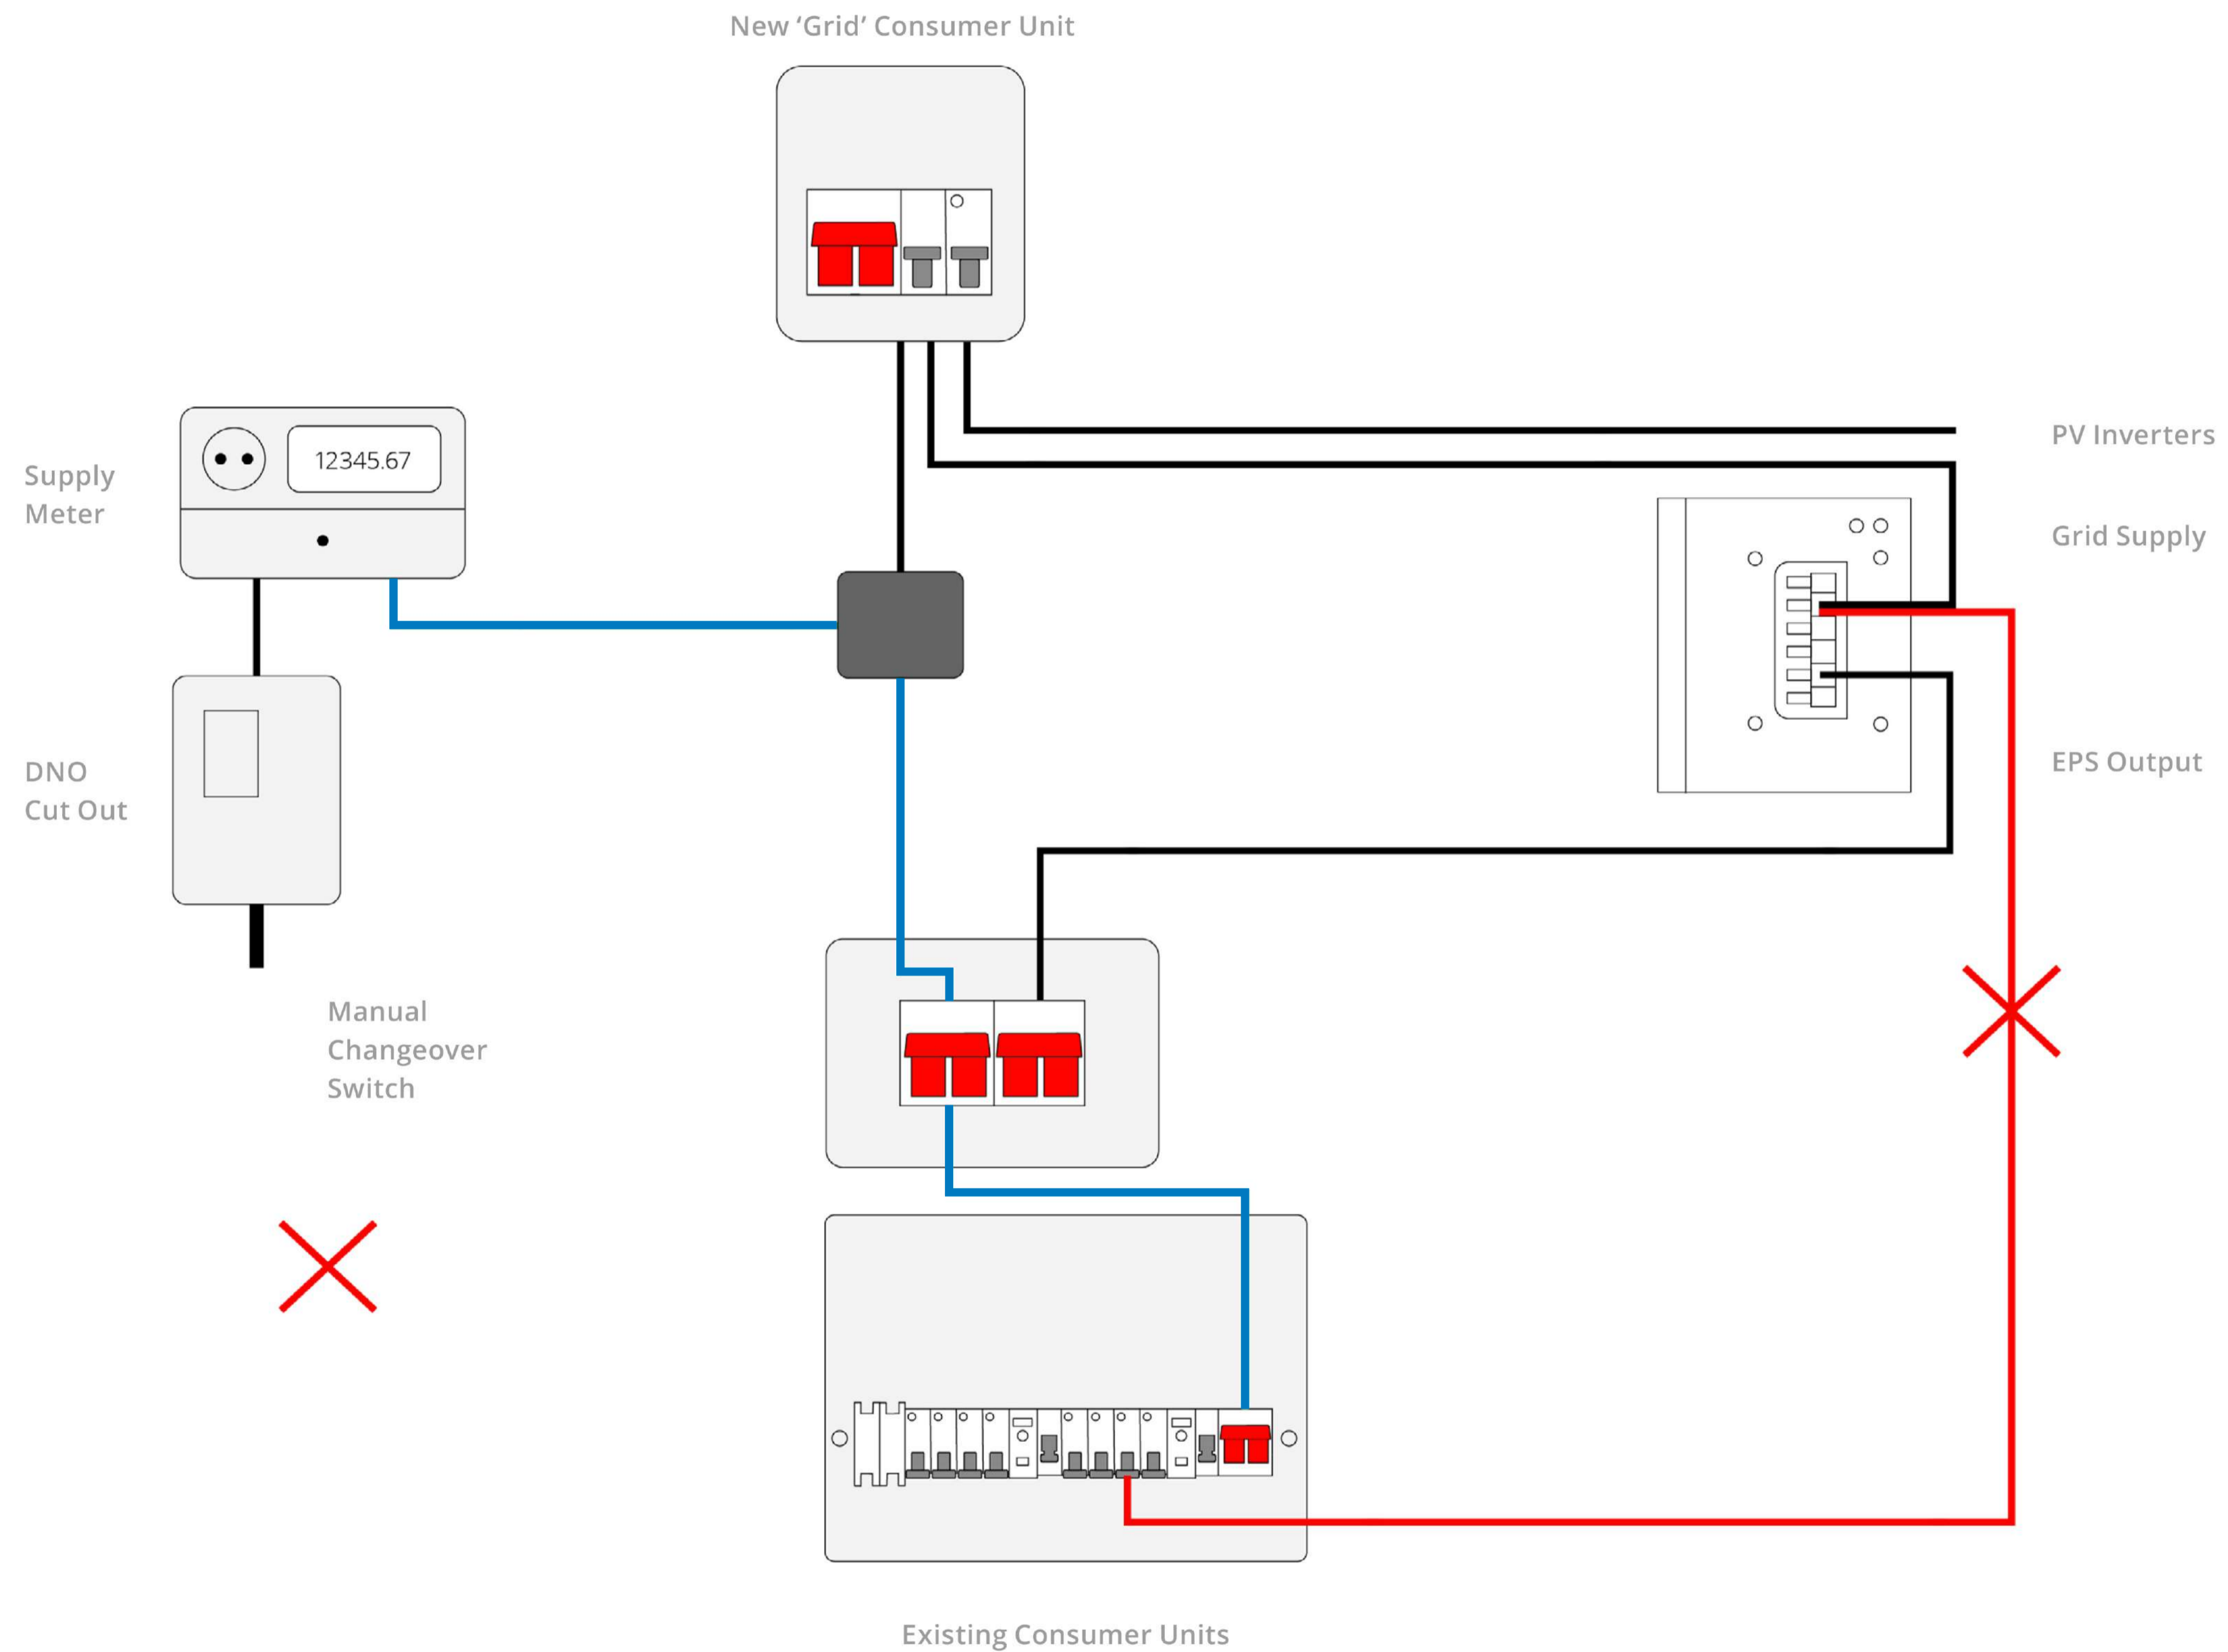 New ‘Grid’ Consumer Unit
Supply
Meter
12345.67
PV Inverters
Grid Supply
DNO
Cut Out
EPS Output
Manual
Changeover
Switch
Existing Consumer Units